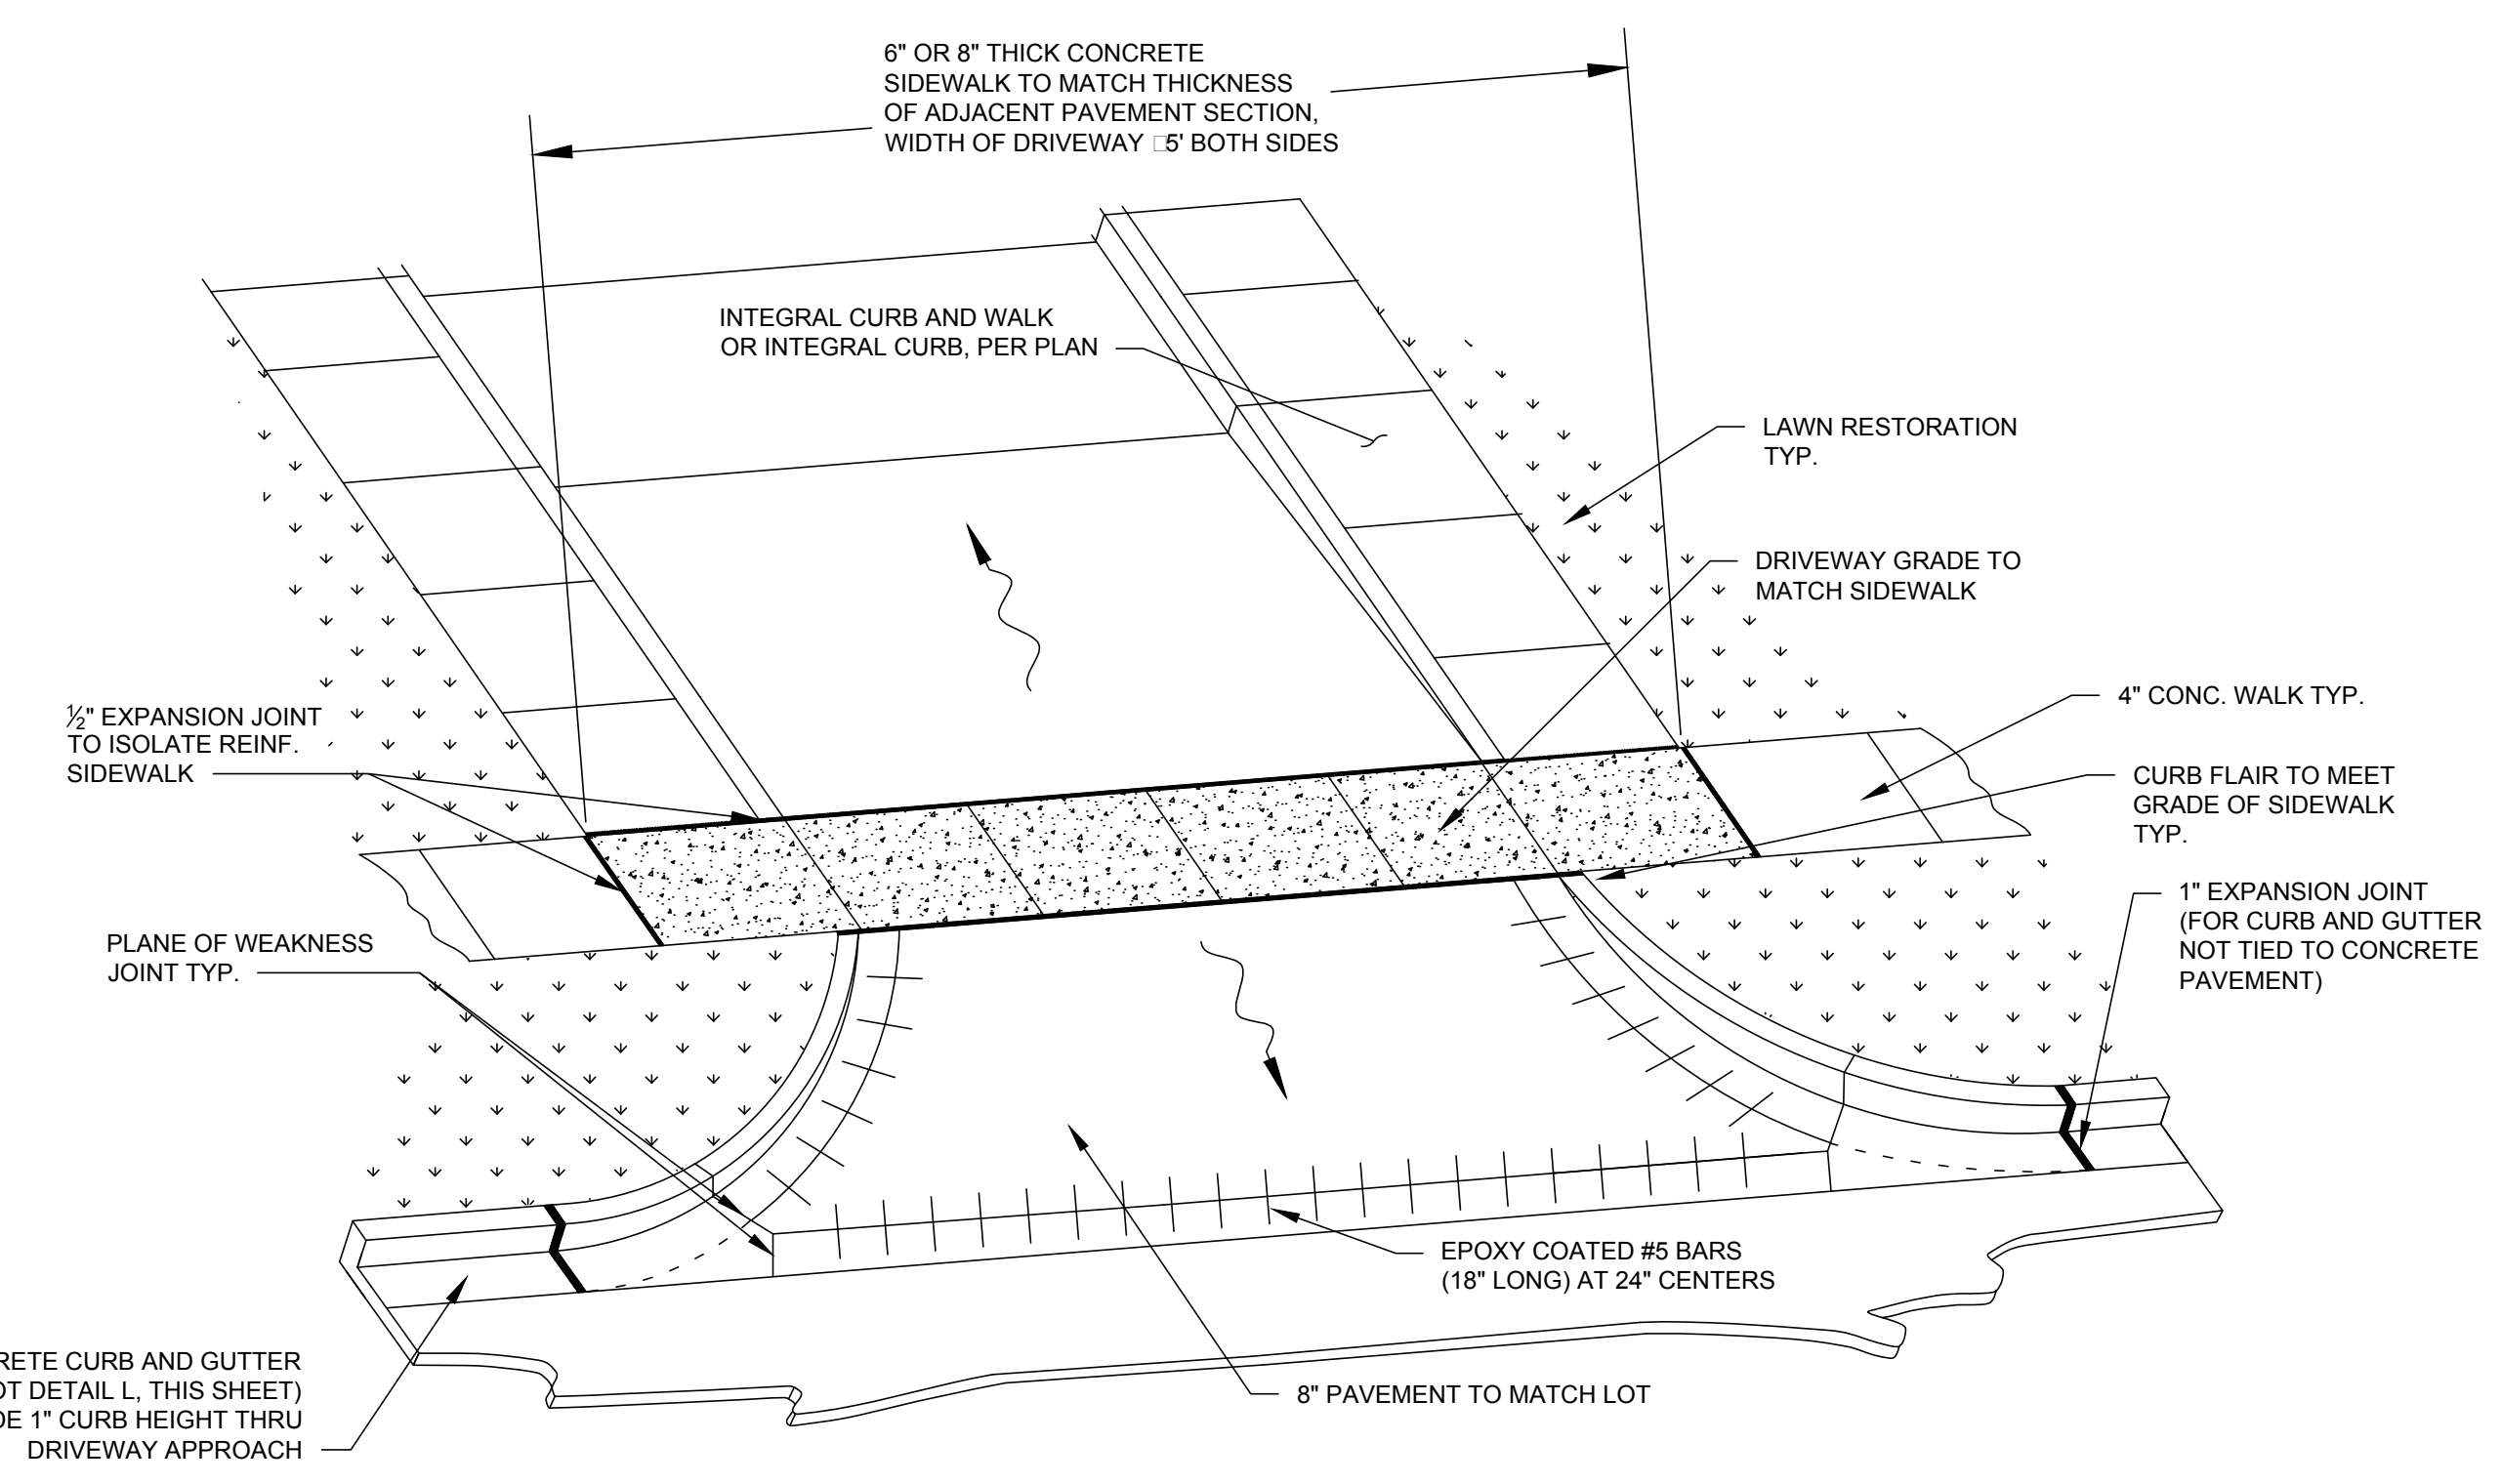 6" OR 8" THICK CONCRETE
SIDEWALK TO MATCH THICKNESS
OF ADJACENT PAVEMENT SECTION,
WIDTH OF DRIVEWAY □5' BOTH SIDES
INTEGRAL CURB AND WALK
OR INTEGRAL CURB, PER PLAN
LAWN RESTORATION
TYP.
DRIVEWAY GRADE TO
MATCH SIDEWALK
4" CONC. WALK TYP.
½" EXPANSION JOINT
TO ISOLATE REINF.
SIDEWALK
CURB FLAIR TO MEET
GRADE OF SIDEWALK
TYP.
1" EXPANSION JOINT
(FOR CURB AND GUTTER
NOT TIED TO CONCRETE
PAVEMENT)
PLANE OF WEAKNESS
JOINT TYP.
EPOXY COATED #5 BARS
(18" LONG) AT 24" CENTERS
8" PAVEMENT TO MATCH LOT
CURB AND GUTTER
DETAIL L, THIS SHEET)
1" CURB HEIGHT THRU
DRIVEWAY APPROACH